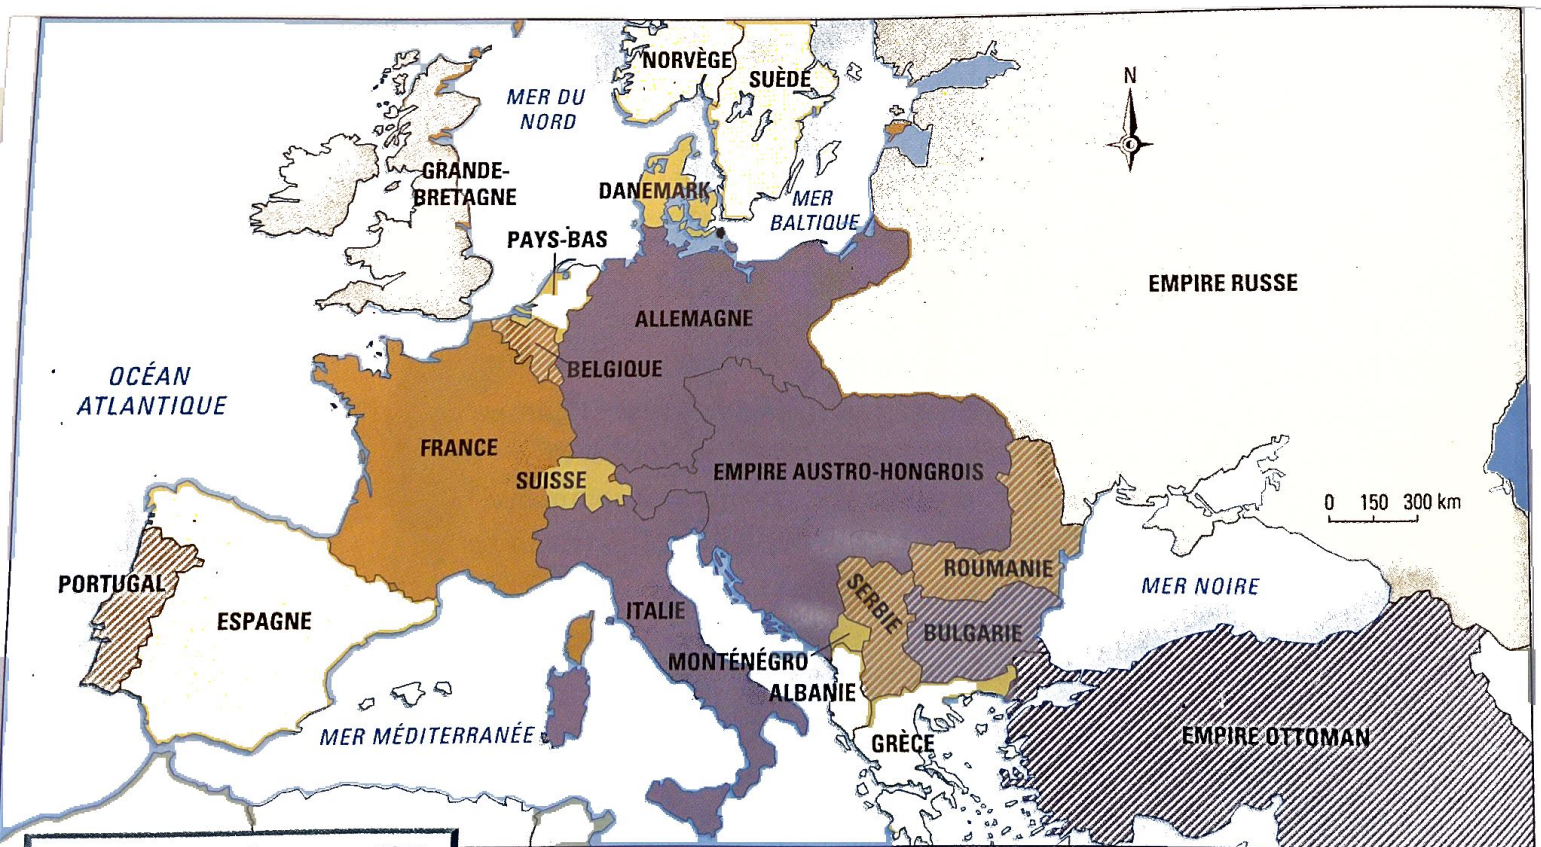 NORVÈGE
SUÈDE
N
MER DU
NORD
GRANDE-
BRETAGNE
DANEMARK
MER
BALTIQUE
PAYS-BAS
EMPIRE RUSSE
ALLEMAGNE
BELGIQUE
OCÉAN
ATLANTIQUE
FRANCE
SUISSE
EMPIRE AUSTRO-HONGROIS
0 150 300 km
PORTUGAL
ESPAGNE
ITALIE
SERBIE
ROUMANIE
MER NOIRE
BULGARIE
MONTÉNÉGRO
ALBANIE
MER MÉDITERRANÉE
GRÈCE
EMPIRE OTTOMAN